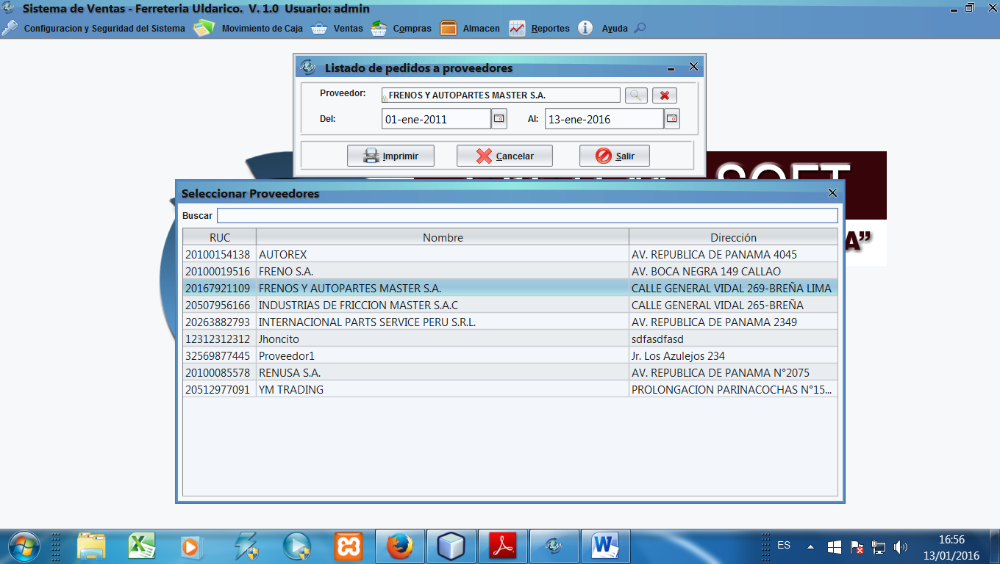 Sistema de Ventas - Ferreteria Uldarico.  V. 1.0  Usuario: admin
Configuracion y Seguridad del Sistema Movimiento de Caja Ventas Compras Almacen Reportes Ayuda
Listado de pedidos a proveedores
Proveedor: FRENOS Y AUTOPARTES MASTER S.A.
Del: 01-ene-2011 Al: 13-ene-2016
Imprimir Cancelar Salir
SOFT
A”
Seleccionar Proveedores
Buscar
RUC Nombre Dirección
20100154138 AUTOREX AV. REPUBLICA DE PANAMA 4045
20100019516 FRENO S.A. AV. BOCA NEGRA 149 CALLAO
20167921109 FRENOS Y AUTOPARTES MASTER S.A. CALLE GENERAL VIDAL 269-BREÑA LIMA
20507956166 INDUSTRIAS DE FRICCION MASTER S.A.C CALLE GENERAL VIDAL 265-BREÑA
20263882793 INTERNACIONAL PARTS SERVICE PERU S.R.L. AV. REPUBLICA DE PANAMA 2349
12312312312 Jhoncito sdfasdfasd
32569877445 Proveedor1 Jr. Los Azulejos 234
20100085578 RENUSA S.A. AV. REPUBLICA DE PANAMA N°2075
20512977091 YM TRADING PROLONGACION PARINACOCHAS N°15...
ES
16:56
13/01/2016